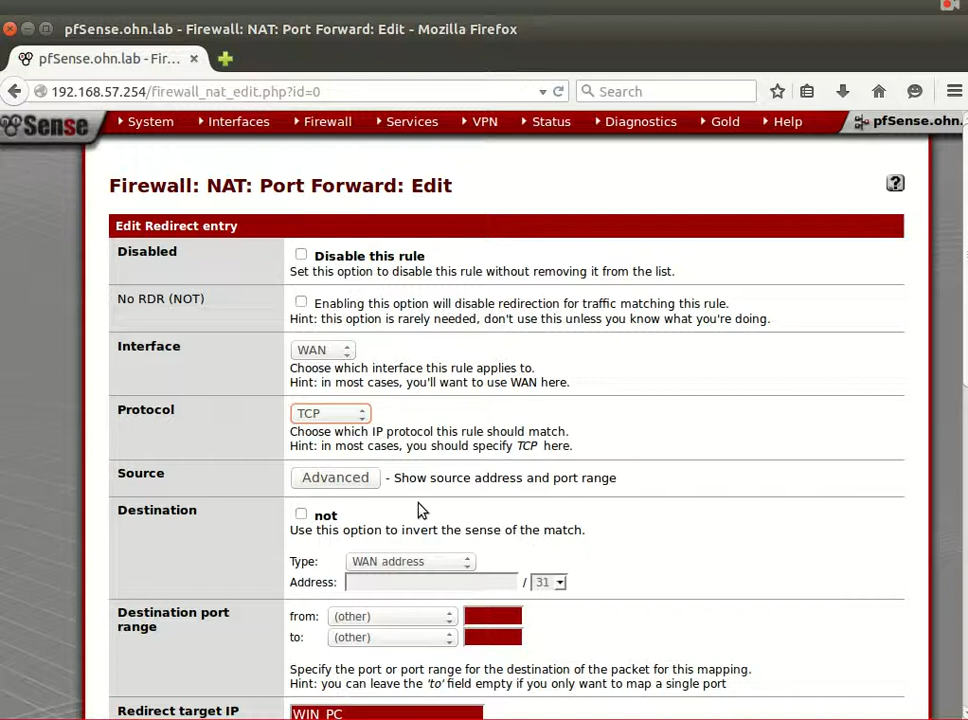 pfSense.ohn.lab - Firewall: NAT: Port Forward: Edit - Mozilla Firefox
pfSense.ohn.lab - Fir...
192.168.57.254/firewall_nat_edit.php?id=0
Search
Sense
System
Interfaces
Firewall
Services
VPN
Status
Diagnostics
Gold
Help
pfSense.ohn.
Firewall: NAT: Port Forward: Edit
?
Edit Redirect entry
Disabled
Disable this rule
Set this option to disable this rule without removing it from the list.
No RDR (NOT)
Enabling this option will disable redirection for traffic matching this rule.
Hint: this option is rarely needed, don't use this unless you know what you're doing.
Interface
WAN
Choose which interface this rule applies to.
Hint: in most cases, you'll want to use WAN here.
Protocol
TCP
Choose which IP protocol this rule should match.
Hint: in most cases, you should specify TCP here.
Source
Advanced - Show source address and port range
Destination
not
Use this option to invert the sense of the match.
Type: WAN address
Address: / 31
Destination port
range
from: (other)
to: (other)
Specify the port or port range for the destination of the packet for this mapping.
Hint: you can leave the 'to' field empty if you only want to map a single port
Redirect target IP
WIN_PC